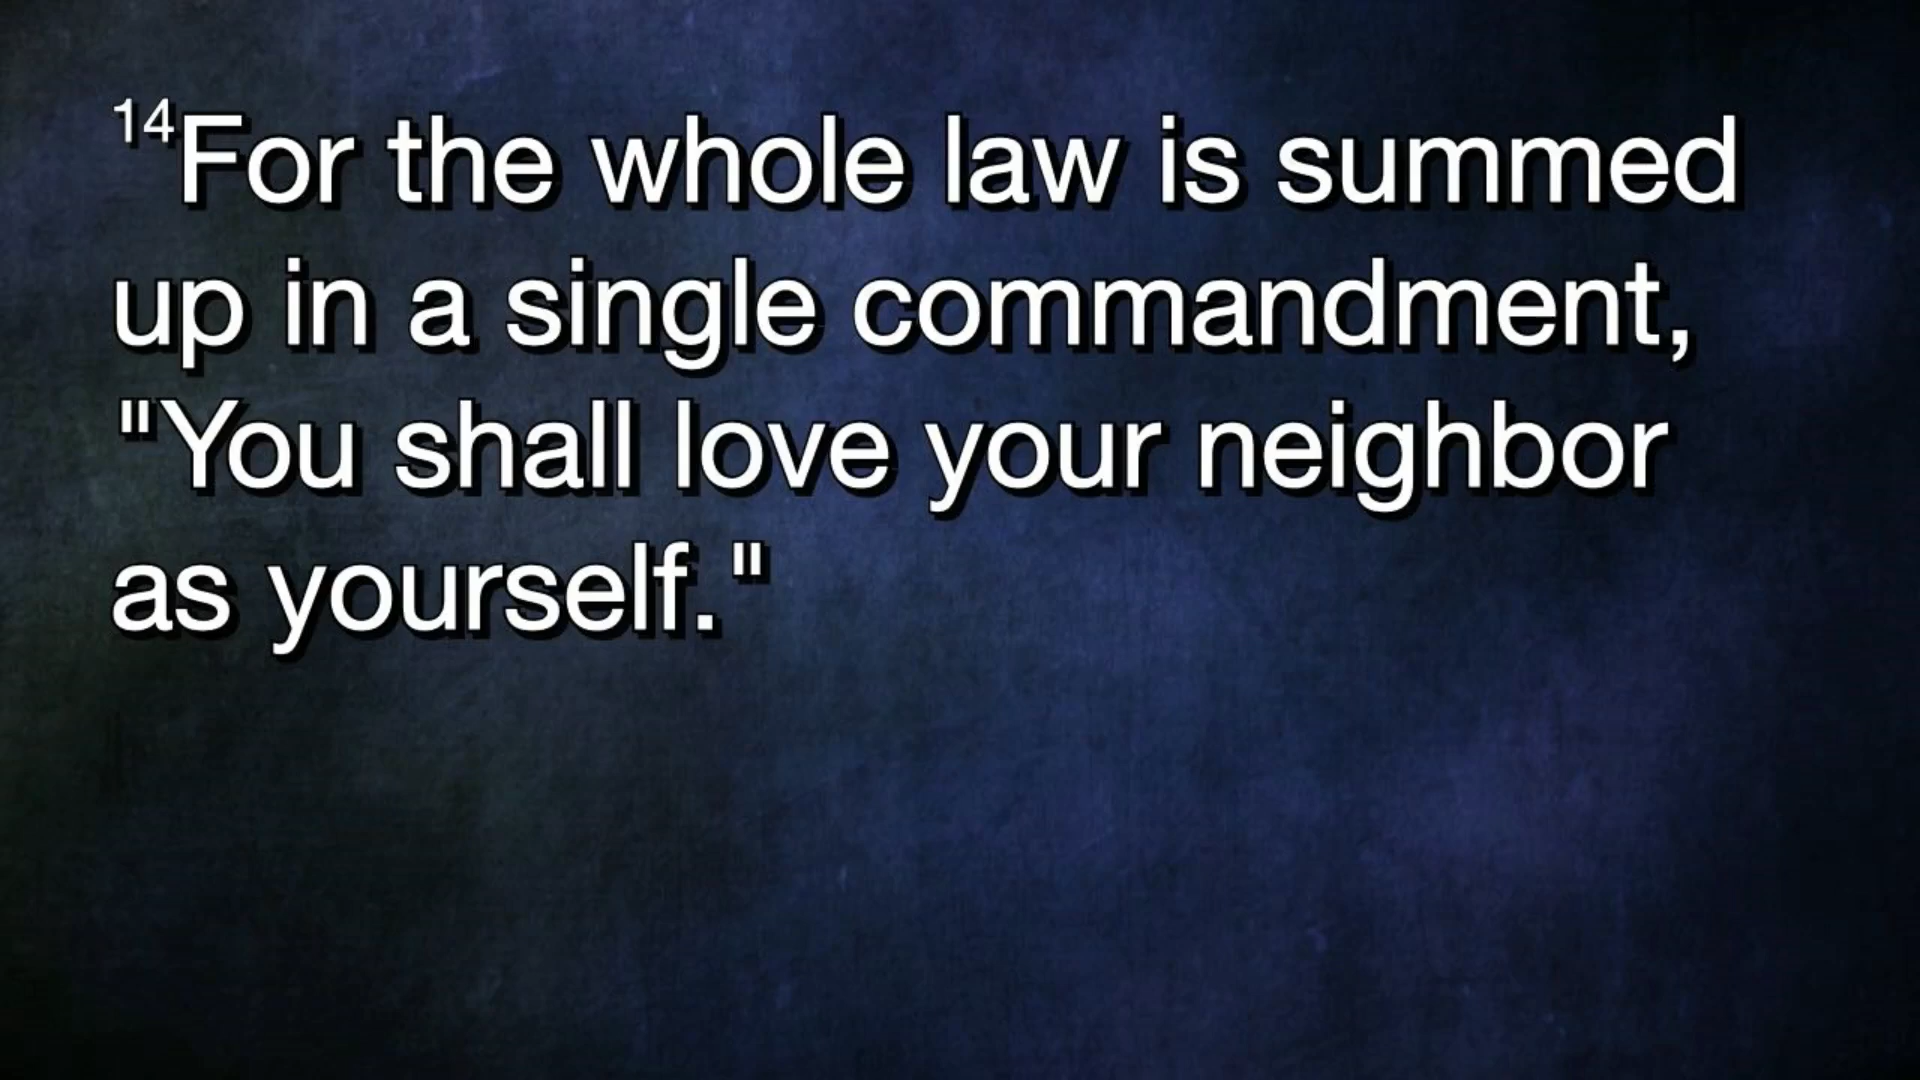 14For the whole law is summed
up in a single commandment,
"You shall love your neighbor
as yourself."